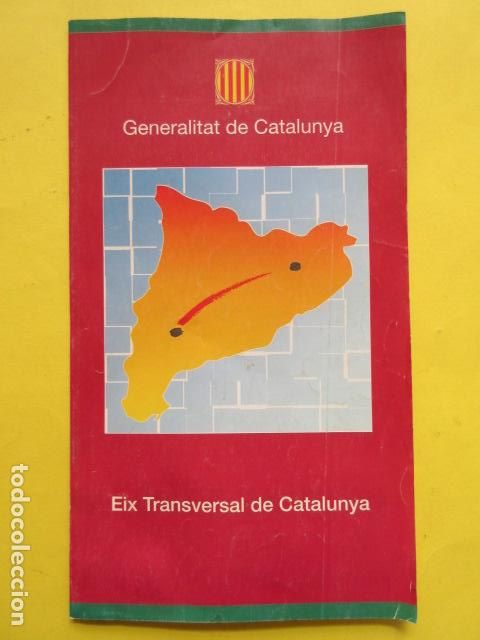 Generalitat de Catalunya
Eix Transversal de Catalunya
todocoleccion